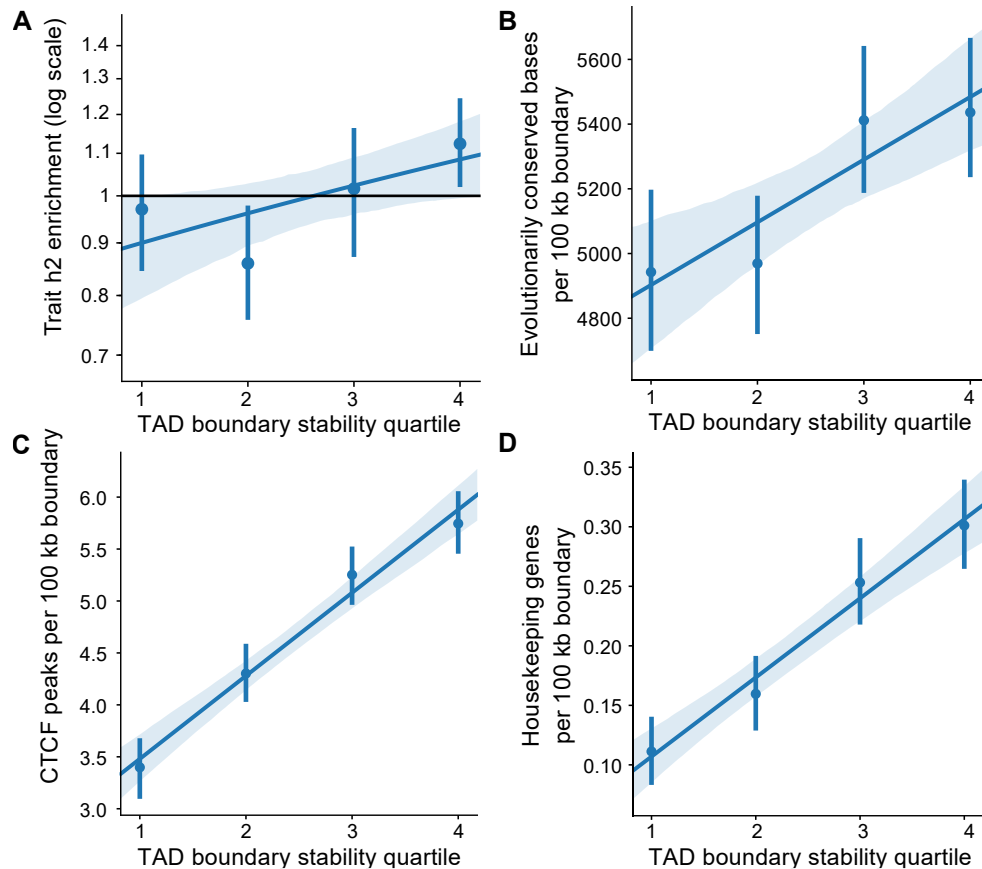 A
Trait h2 enrichment (log scale)
1.4
1.3
1.2
1.1
1
0.9
0.8
0.7
1 2 3 4
TAD boundary stability quartile
B
Evolutionarily conserved bases
per 100 kb boundary
5600
5400
5200
5000
4800
1 2 3 4
TAD boundary stability quartile
C
CTCF peaks per 100 kb boundary
6.0
5.5
5.0
4.5
4.0
3.5
3.0
1 2 3 4
TAD boundary stability quartile
D
Housekeeping genes
per 100 kb boundary
0.35
0.30
0.25
0.20
0.15
0.10
1 2 3 4
TAD boundary stability quartile